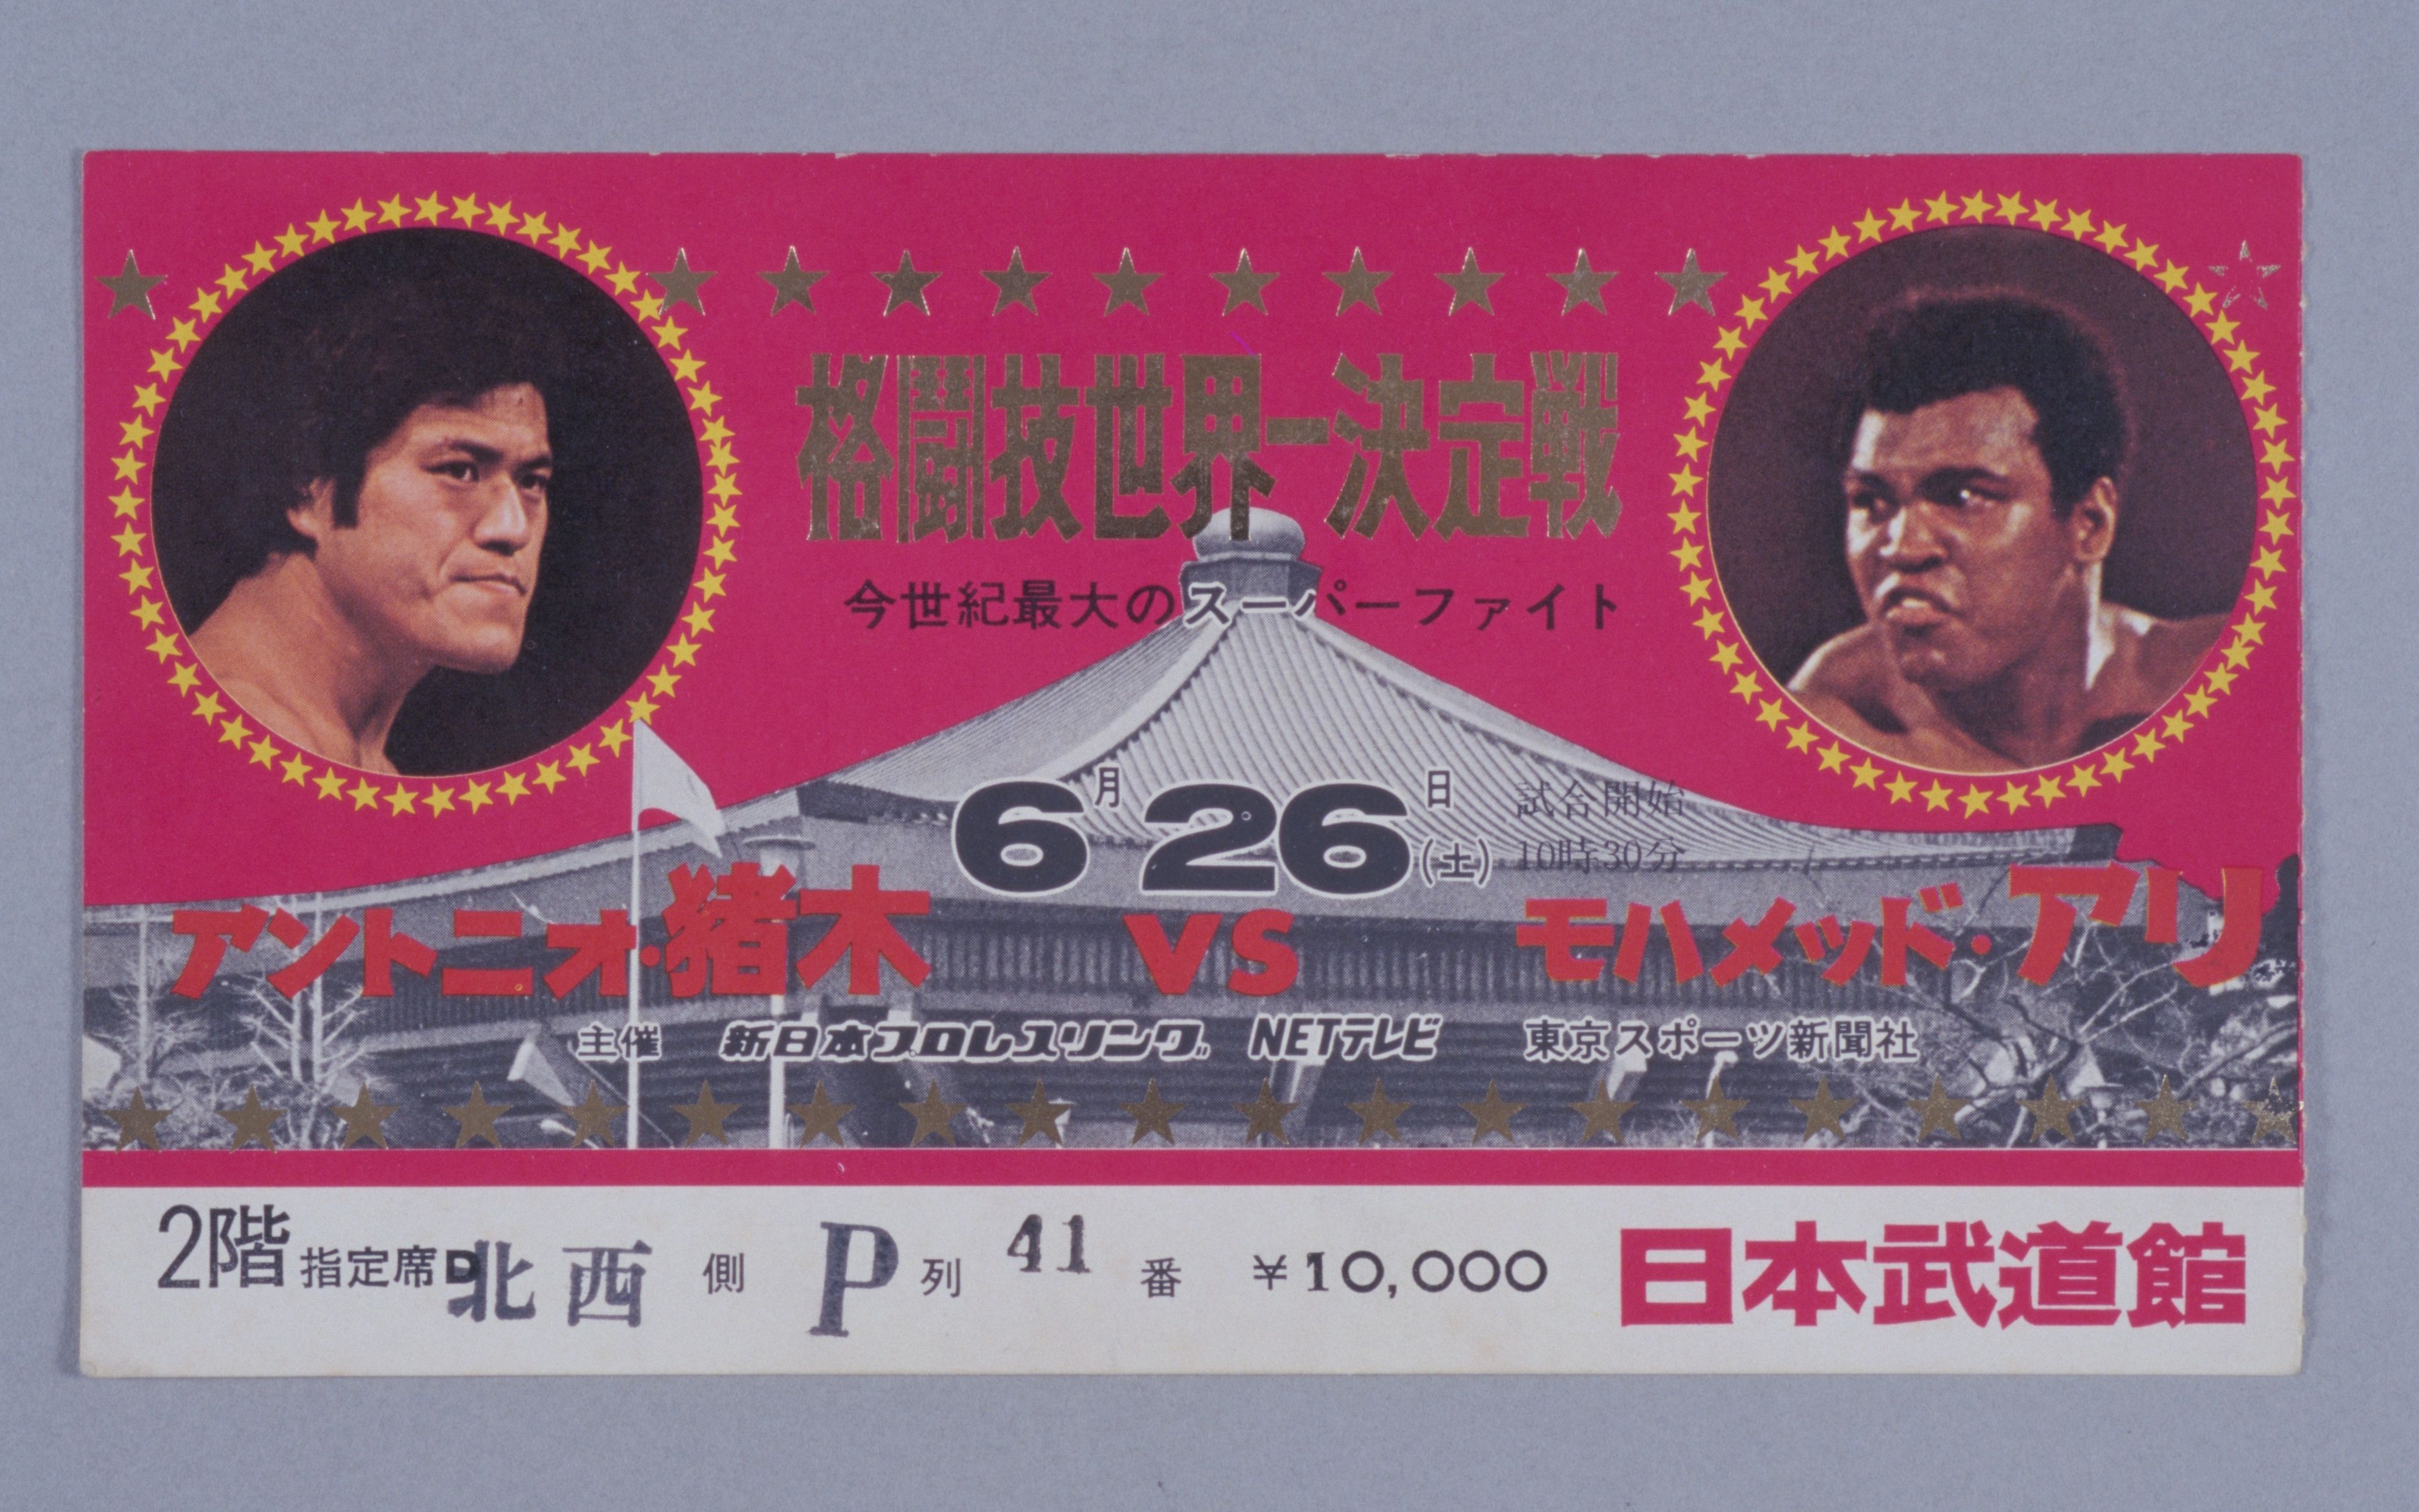 格闘技世界一決定戦
今世紀最大のスーパーファイト
6月26日(土) 試合開始
10時30分
アントニオ・猪木 VS モハメッド・アリ
主催 新日本プロレスリング NETテレビ 東京スポーツ新聞社
2階 指定席D 北西側 P列 41番 ¥10,000 日本武道館